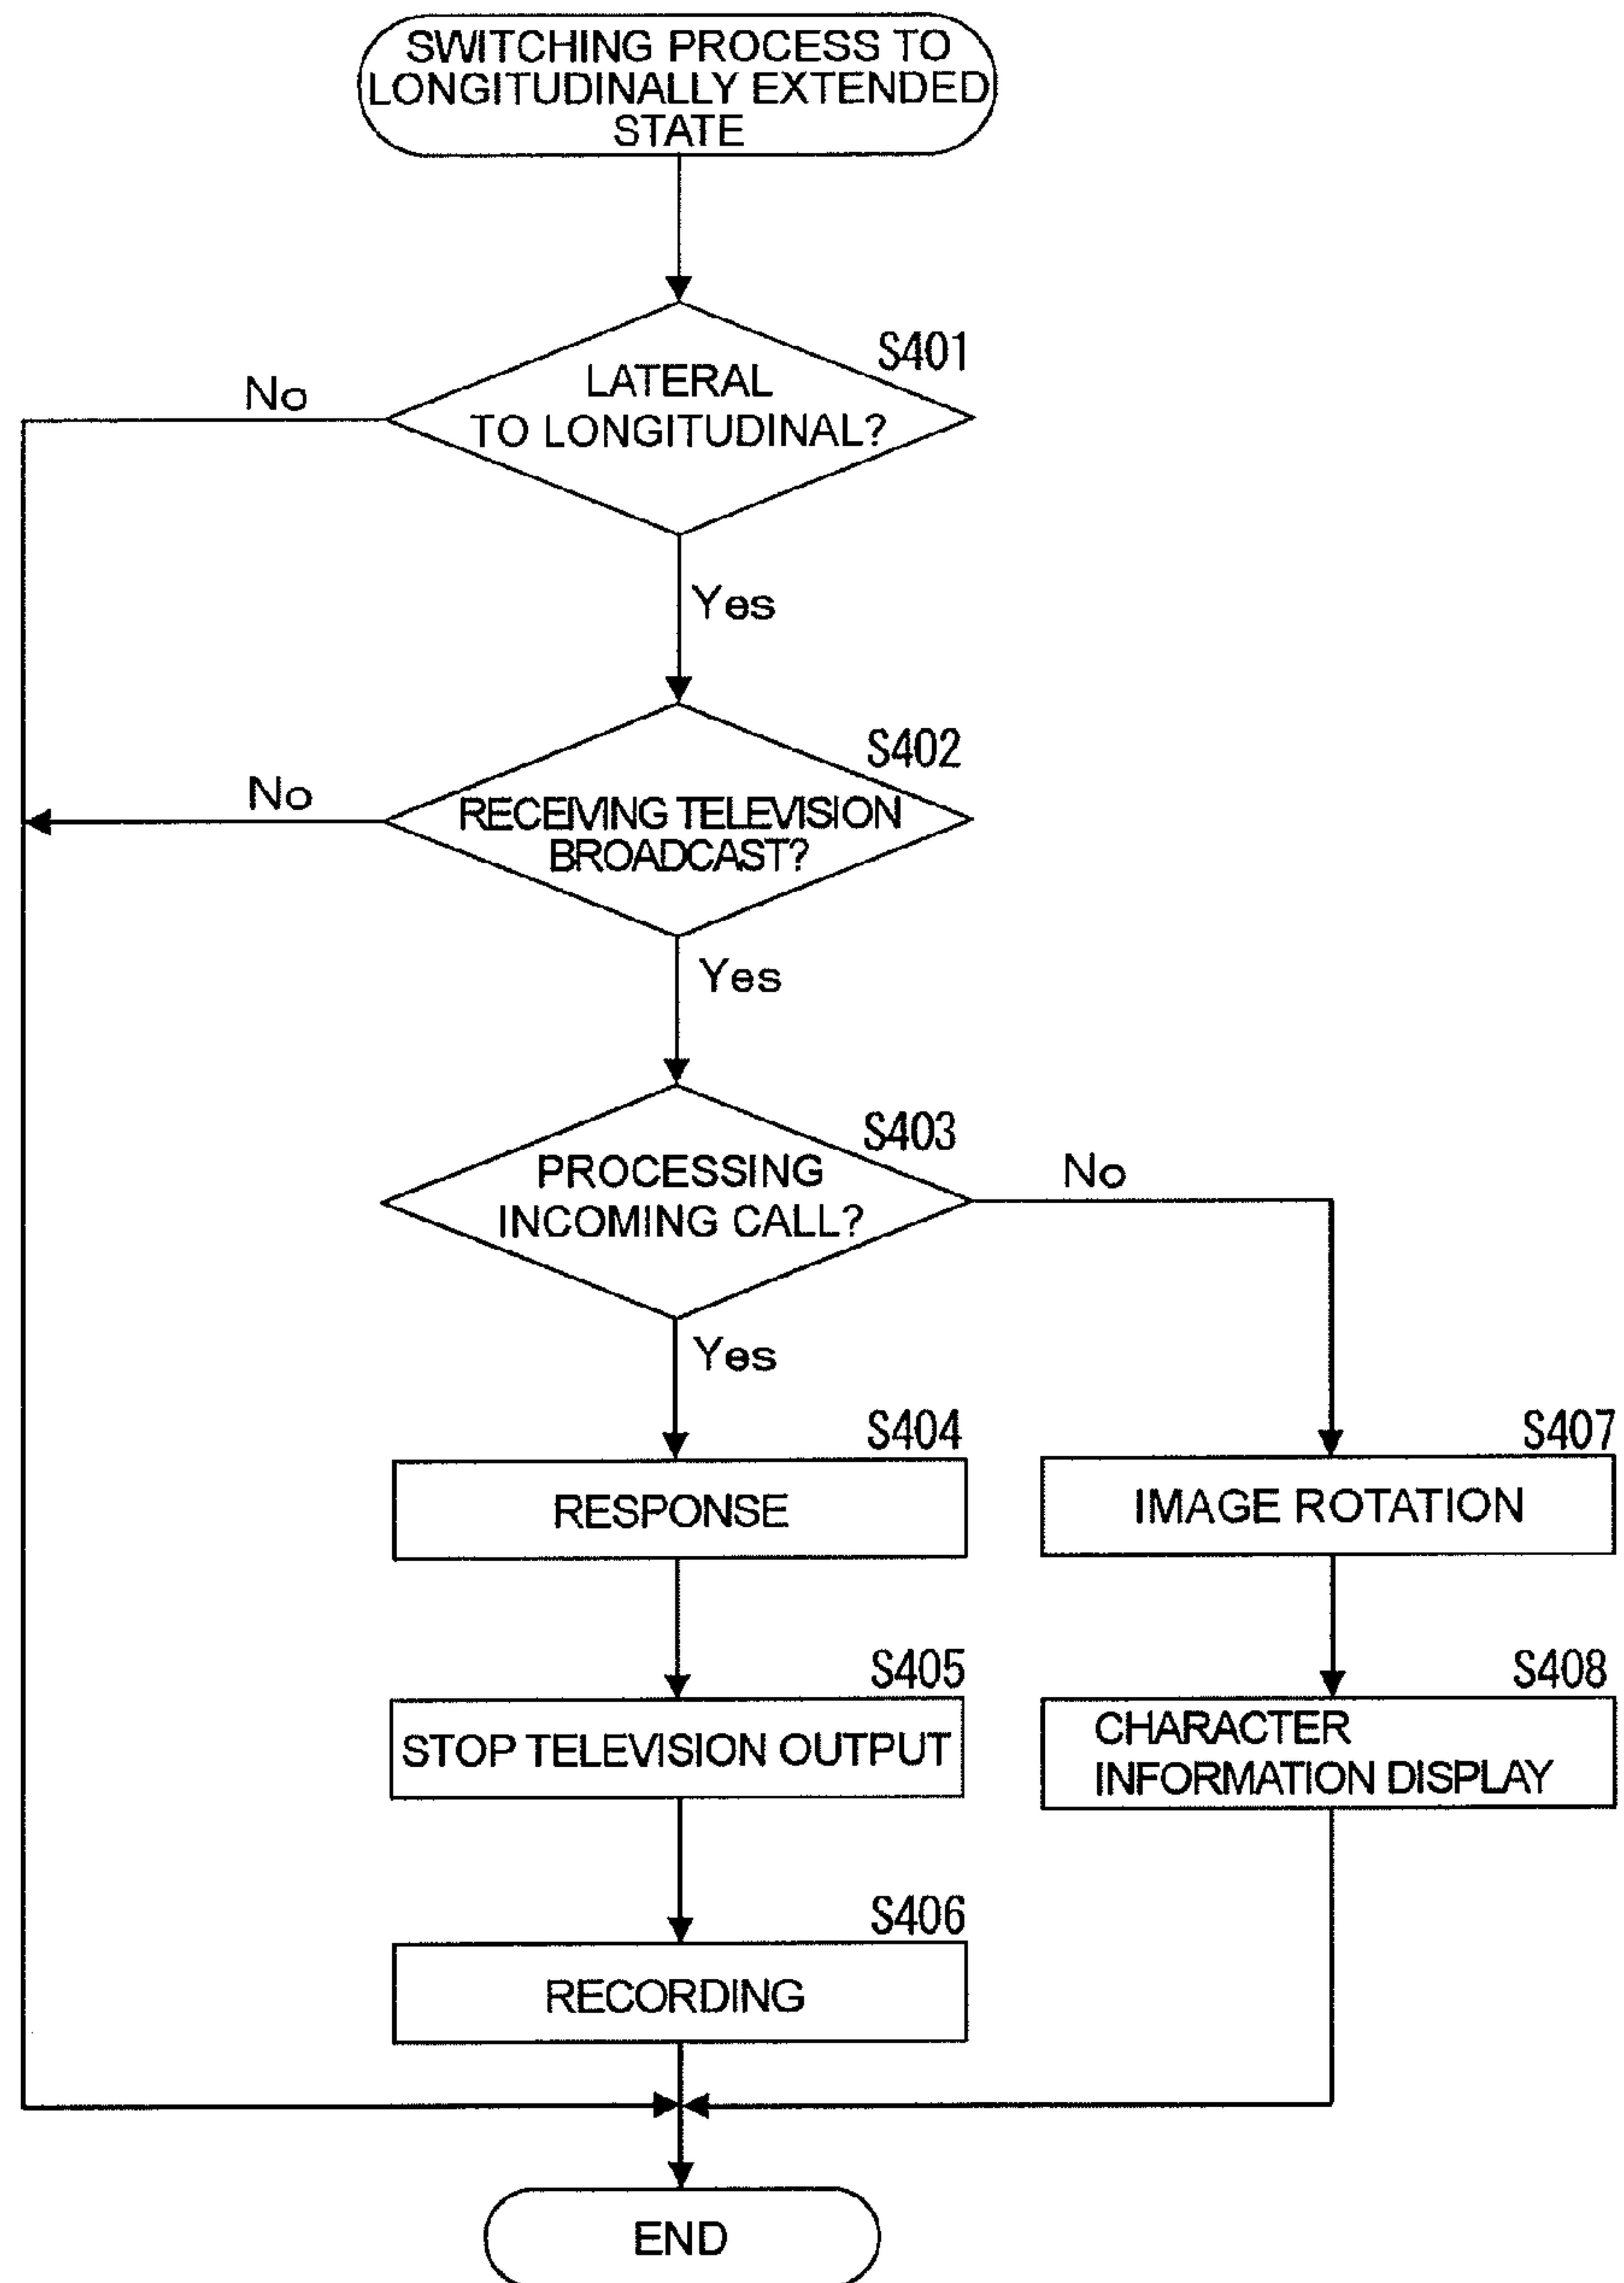 SWITCHING PROCESS TO
LONGITUDINALLY EXTENDED
STATE
S401
LATERAL
TO LONGITUDINAL?
No
Yes
S402
RECEIVING TELEVISION
BROADCAST?
No
Yes
S403
PROCESSING
INCOMING CALL?
No
Yes
S404
RESPONSE
S407
IMAGE ROTATION
S405
STOP TELEVISION OUTPUT
S408
CHARACTER
INFORMATION DISPLAY
S406
RECORDING
END